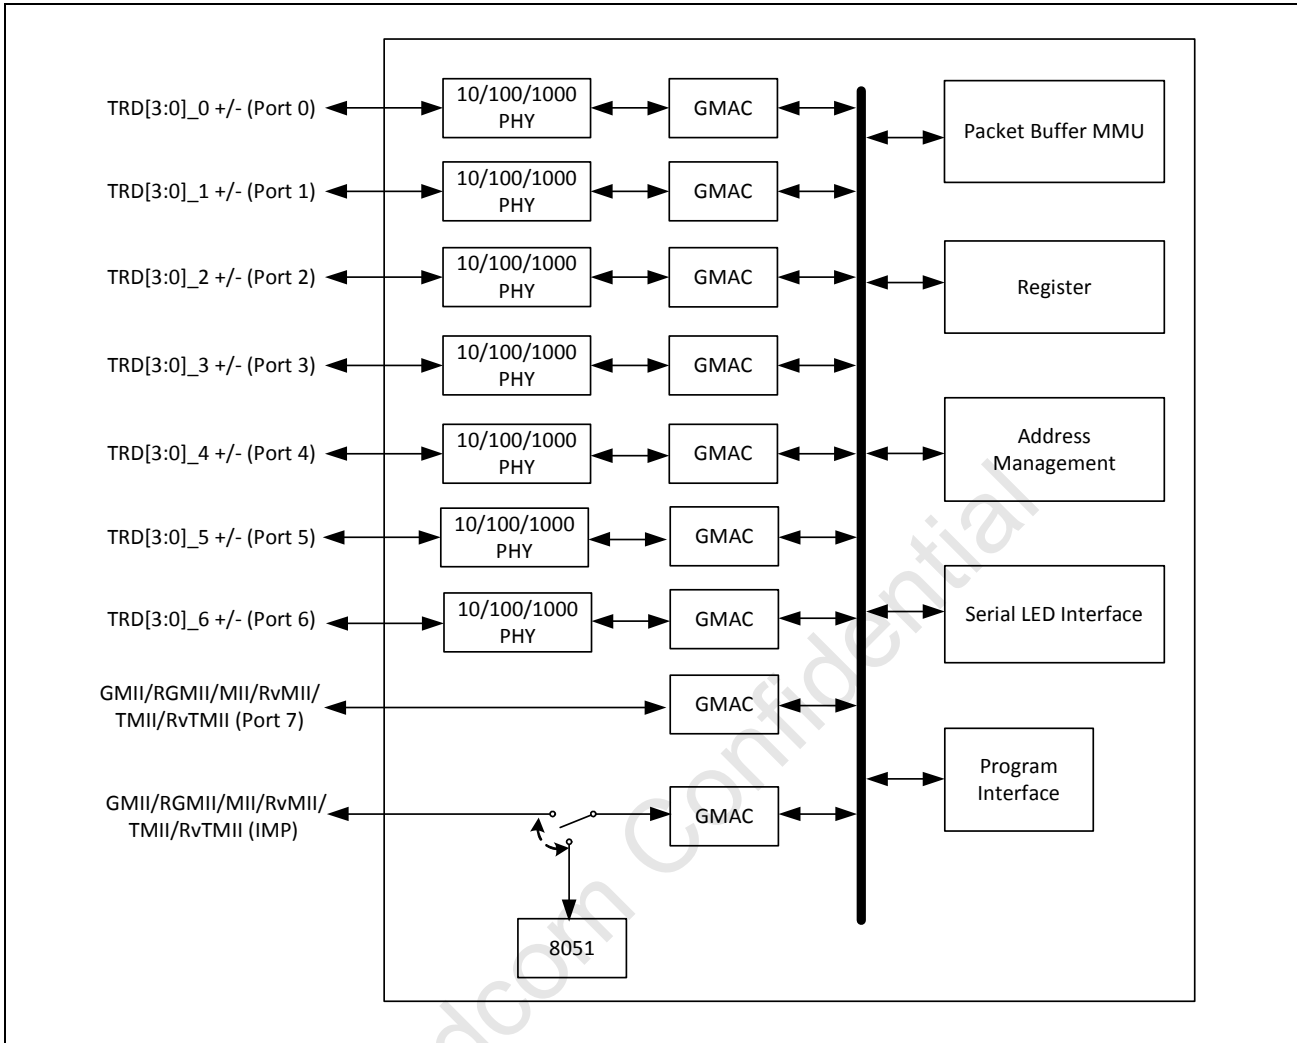 TRD[3:0]_0 +/- (Port 0)
10/100/1000
PHY
GMAC
Packet Buffer MMU
TRD[3:0]_1 +/- (Port 1)
10/100/1000
PHY
GMAC
TRD[3:0]_2 +/- (Port 2)
10/100/1000
PHY
GMAC
Register
TRD[3:0]_3 +/- (Port 3)
10/100/1000
PHY
GMAC
TRD[3:0]_4 +/- (Port 4)
10/100/1000
PHY
GMAC
Address
Management
TRD[3:0]_5 +/- (Port 5)
10/100/1000
PHY
GMAC
TRD[3:0]_6 +/- (Port 6)
10/100/1000
PHY
GMAC
Serial LED Interface
GMII/RGMII/MII/RvMII/
TMII/RvTMII (Port 7)
GMAC
Program
Interface
GMII/RGMII/MII/RvMII/
TMII/RvTMII (IMP)
GMAC
8051
dcom Confidential